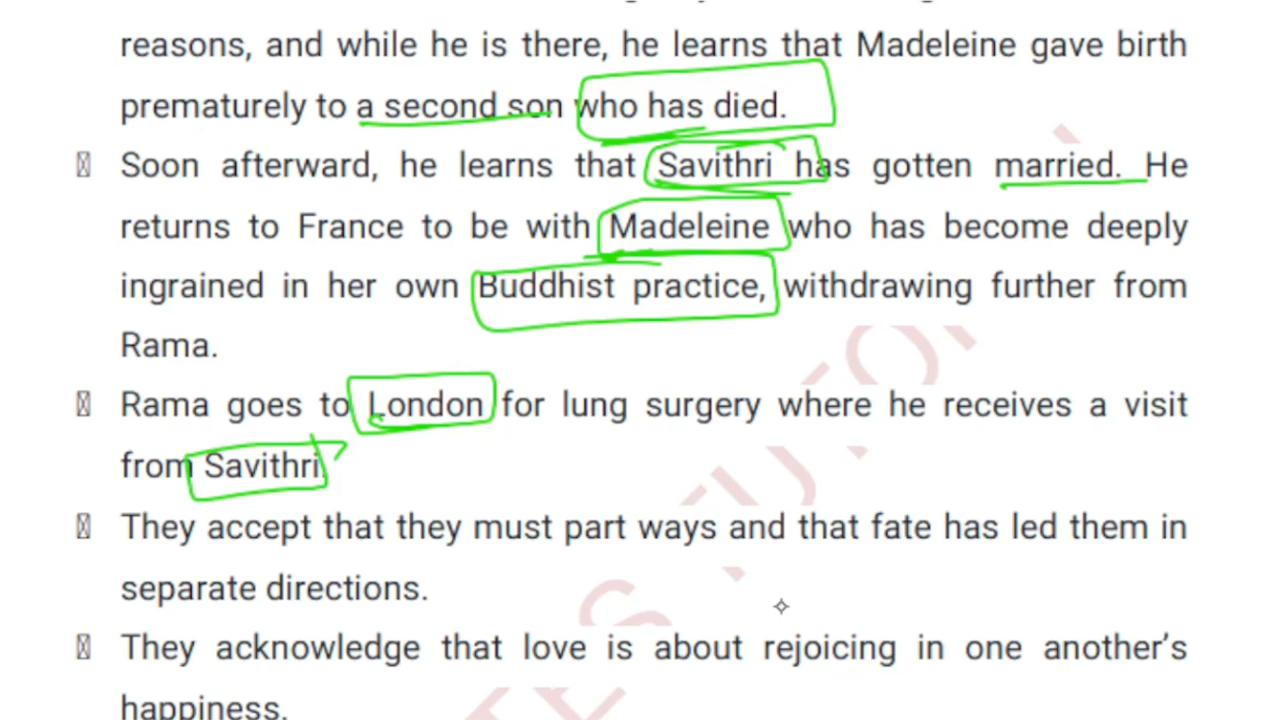 reasons, and while he is there, he learns that Madeleine gave birth
prematurely to a second son who has died.
Soon afterward, he learns that Savithri has gotten married. He
returns to France to be with Madeleine who has become deeply
ingrained in her own Buddhist practice, withdrawing further from
Rama.
Rama goes to London for lung surgery where he receives a visit
from Savithri.
They accept that they must part ways and that fate has led them in
separate directions.
They acknowledge that love is about rejoicing in one another's
happiness.